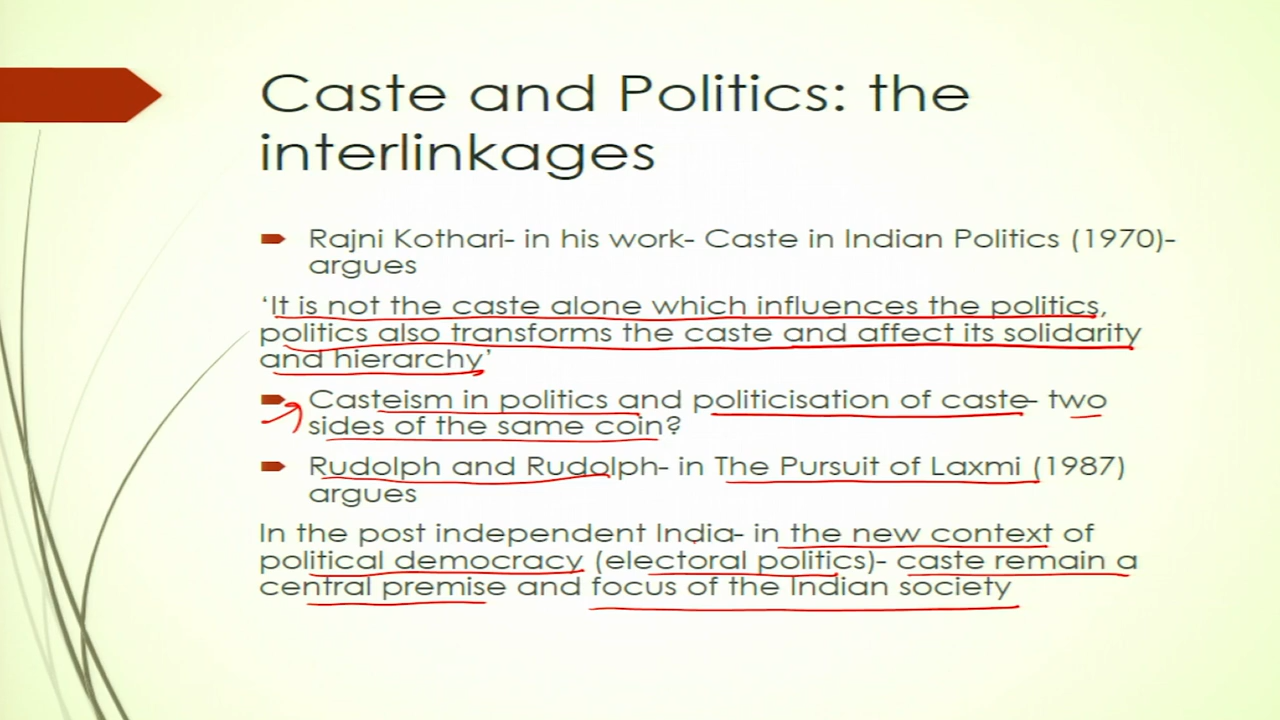 Caste and Politics: the
interlinkages
Rajni Kothari- in his work- Caste in Indian Politics (1970)-
argues
‘It is not the caste alone which influences the politics,
politics also transforms the caste and affect its solidarity
and hierarchy’
Casteism in politics and politicisation of caste- two
sides of the same coin?
Rudolph and Rudolph- in The Pursuit of Laxmi (1987)
argues
In the post independent India- in the new context of
political democracy (electoral politics)- caste remain a
central premise and focus of the Indian society